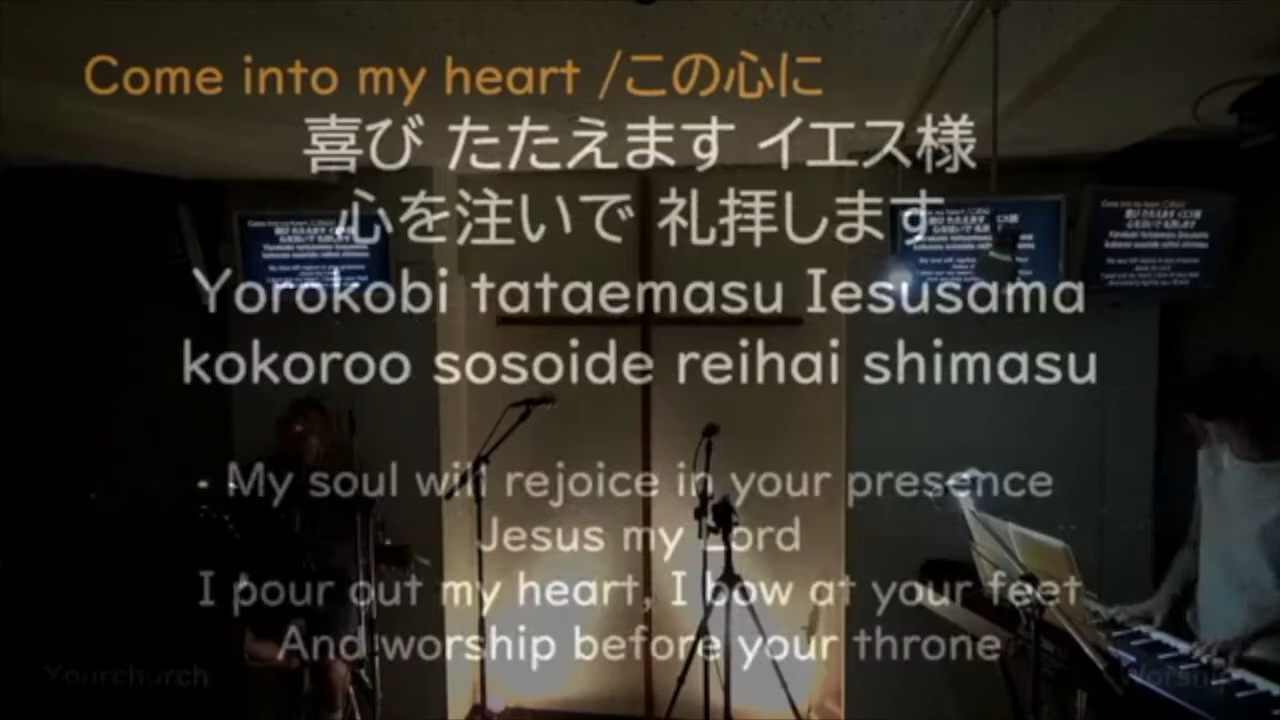 Come into my heart /この心に
喜び たたえます イエス様
心を注いで 礼拝します
Yorokobi tataemasu Iesusama
kokoroo sosoide reihai shimasu
My soul will rejoice in your presence
Jesus my Lord
I pour out my heart, I bow at your feet
And worship before your throne
Yourchurch
Worship